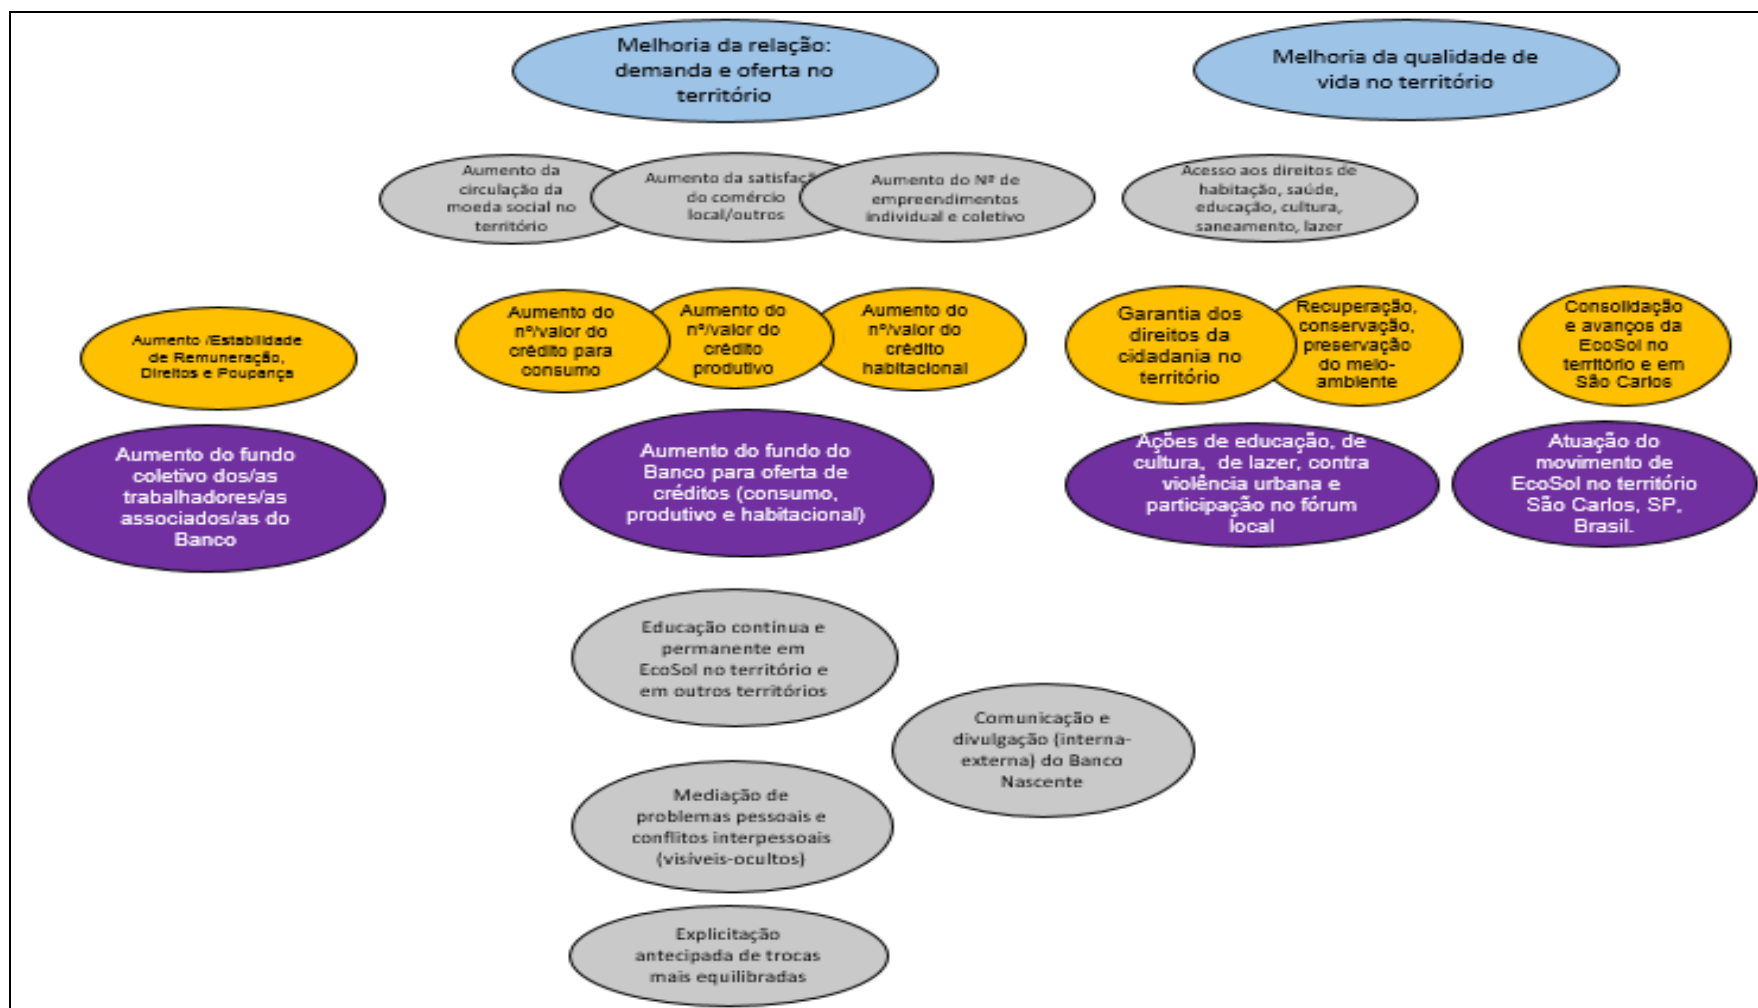 Melhoria da relação:
demanda e oferta no
território
Melhoria da qualidade de
vida no território
Aumento da
circulação da
moeda social no
território
Aumento da satisfaçã
do comércio
local/outros
Aumento do Nº de
empreendimentos
individual e coletivo
Acesso aos direitos de
habitação, saúde,
educação, cultura,
saneamento, lazer
Aumento /Estabilidade
de Remuneração,
Direitos e Poupança
Aumento do
nº/valor do
crédito para
consumo
Aumento do
nº/valor do
crédito
produtivo
Aumento do
nº/valor do
crédito
habitacional
Garantia dos
direitos da
cidadania no
território
Recuperação,
conservação,
preservação
do meio-
ambiente
Consolidação
e avanços da
EcoSol no
território e em
São Carlos
Aumento do fundo
coletivo dos/as
trabalhadores/as
associados/as do
Banco
Aumento do fundo do
Banco para oferta de
créditos (consumo,
produtivo e habitacional)
Ações de educação, de
cultura, de lazer, contra
violência urbana e
participação no fórum
local
Atuação do
movimento de
EcoSol no território
São Carlos, SP,
Brasil.
Educação contínua e
permanente em
EcoSol no território e
em outros territórios
Comunicação e
divulgação (interna-
externa) do Banco
Nascente
Mediação de
problemas pessoais e
conflitos interpessoais
(visíveis-ocultos)
Explicitação
antecipada de trocas
mais equilibradas